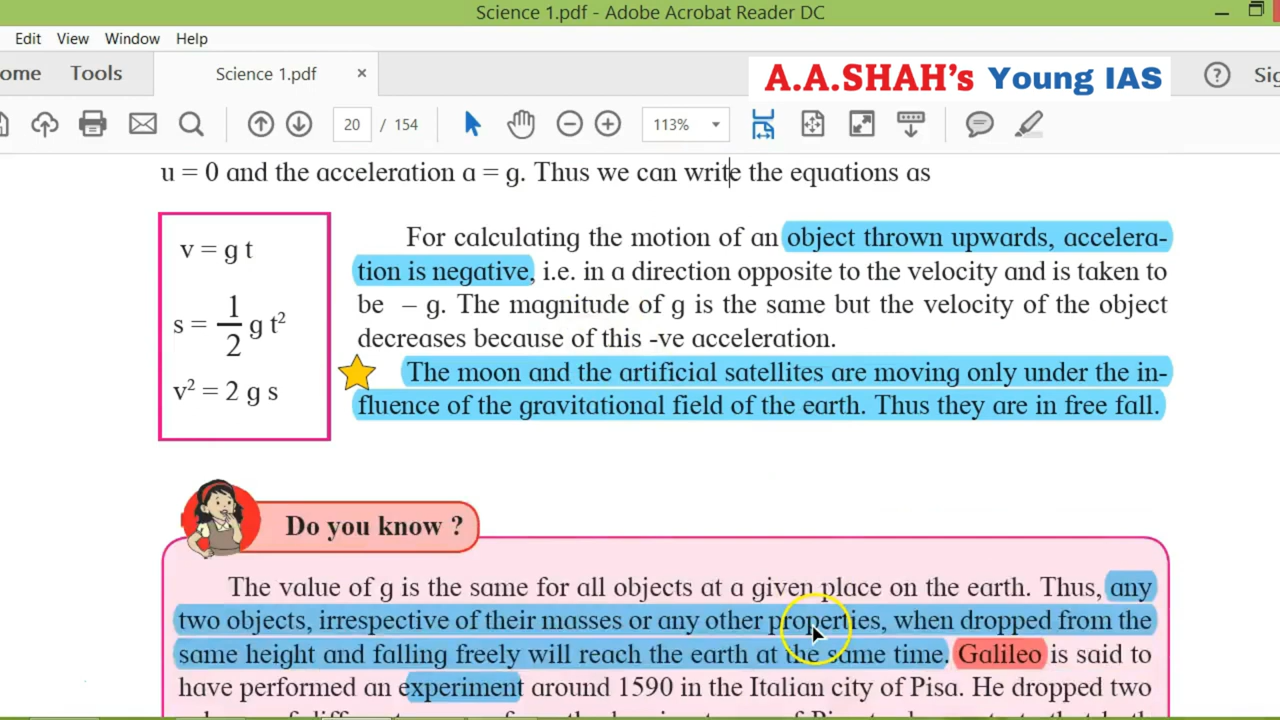 Science 1.pdf - Adobe Acrobat Reader DC
Edit View Window Help
ome Tools Science 1.pdf ×
A.A.SHAH's Young IAS
? Sig
20 / 154 113%
u = 0 and the acceleration a = g. Thus we can write the equations as
v = g t
s = 1/2 g t²
v² = 2 g s
For calculating the motion of an object thrown upwards, accelera-
tion is negative, i.e. in a direction opposite to the velocity and is taken to
be – g. The magnitude of g is the same but the velocity of the object
decreases because of this -ve acceleration.
The moon and the artificial satellites are moving only under the in-
fluence of the gravitational field of the earth. Thus they are in free fall.
Do you know ?
The value of g is the same for all objects at a given place on the earth. Thus, any
two objects, irrespective of their masses or any other properties, when dropped from the
same height and falling freely will reach the earth at the same time. Galileo is said to
have performed an experiment around 1590 in the Italian city of Pisa. He dropped two